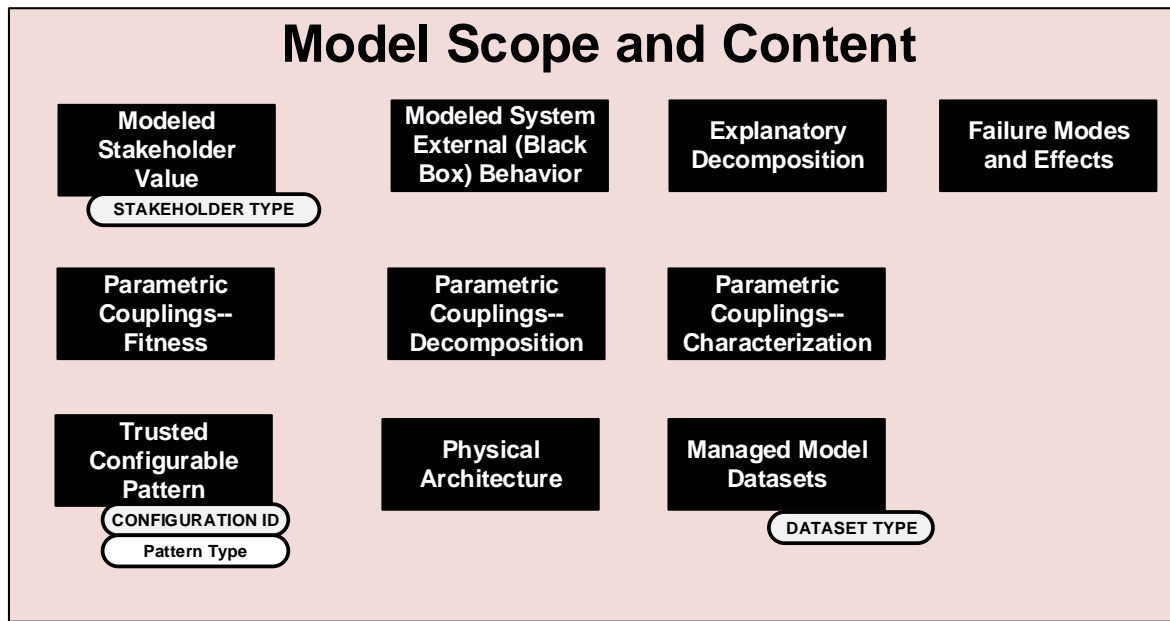 Model Scope and Content
Modeled
Stakeholder
Value
STAKEHOLDER TYPE
Modeled System
External (Black
Box) Behavior
Explanatory
Decomposition
Failure Modes
and Effects
Parametric
Couplings--
Fitness
Parametric
Couplings--
Decomposition
Parametric
Couplings--
Characterization
Trusted
Configurable
Pattern
CONFIGURATION ID
Pattern Type
Physical
Architecture
Managed Model
Datasets
DATASET TYPE